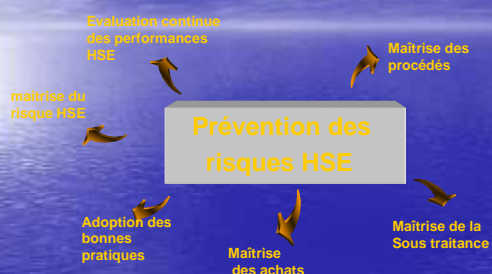 Evaluation continue
des performances
HSE
Maîtrise des
procédés
maîtrise du
risque HSE
Prévention des
risques HSE
Adoption des
bonnes
pratiques
Maîtrise
des achats
Maîtrise de la
Sous traitance